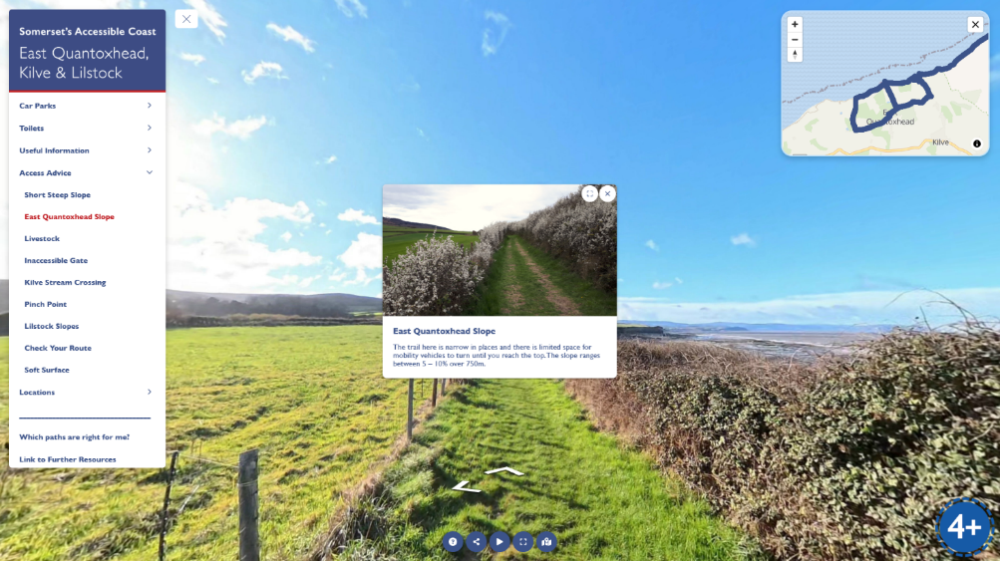 Somerset's Accessible Coast
East Quantoxhead,
Kilve & Lilstock
Car Parks
Toilets
Useful Information
Access Advice
Short Steep Slope
East Quantoxhead Slope
Livestock
Inaccessible Gate
Kilve Stream Crossing
Pinch Point
Lilstock Slopes
Check Your Route
Soft Surface
Locations
Which paths are right for me?
Link to Further Resources
East Quantoxhead Slope
The trail here is narrow in places and there is limited space for
mobility vehicles to turn until you reach the top.The slope ranges
between 5 – 10% over 750m.
Kilve
4+